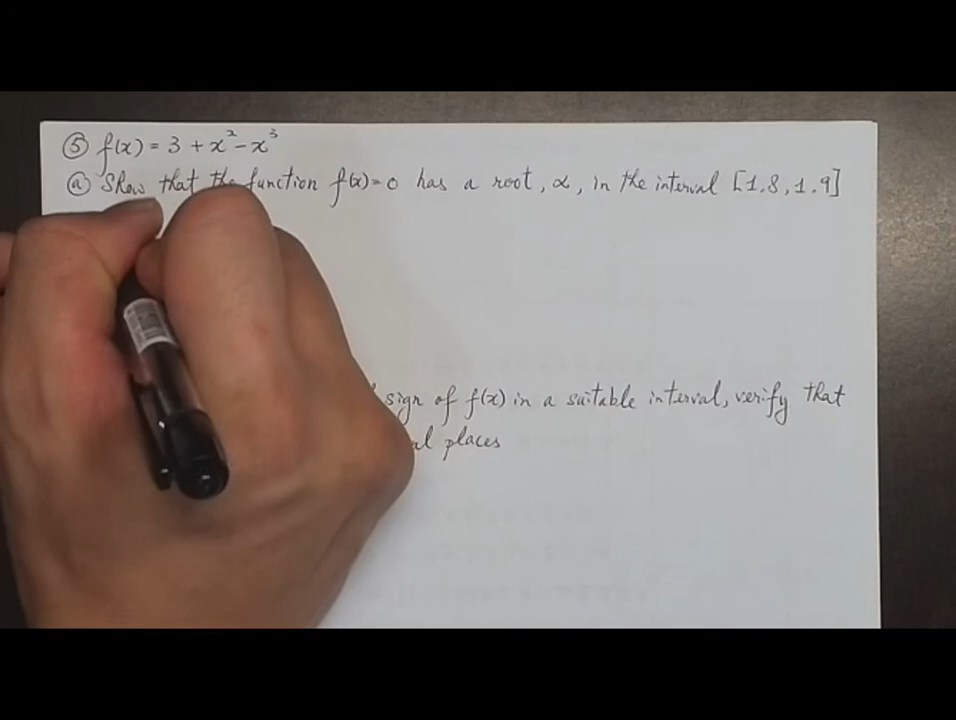 ⑤ f(x) = 3 + x² - x³
ⓐ Show that the function f(x)=0 has a root, α, in the interval [1.8, 1.9]
sign of f(x) in a suitable interval, verify that
places